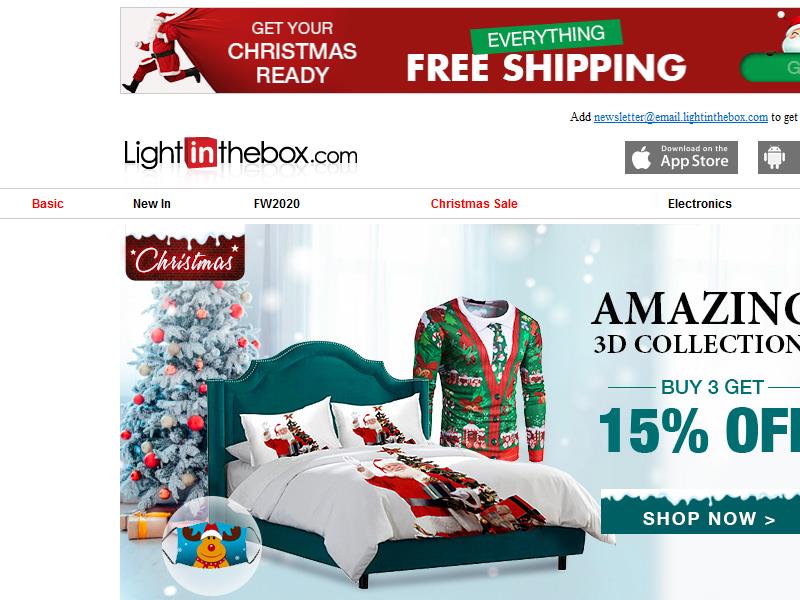 GET YOUR
CHRISTMAS
READY
EVERYTHING
FREE SHIPPING
G
Add newsletter@email.lightinthebox.com to get
Lightinthebox.com
Download on the
App Store
Basic
New In
FW2020
Christmas Sale
Electronics
Christmas
AMAZING
3D COLLECTION
BUY 3 GET
15% OFF
SHOP NOW >